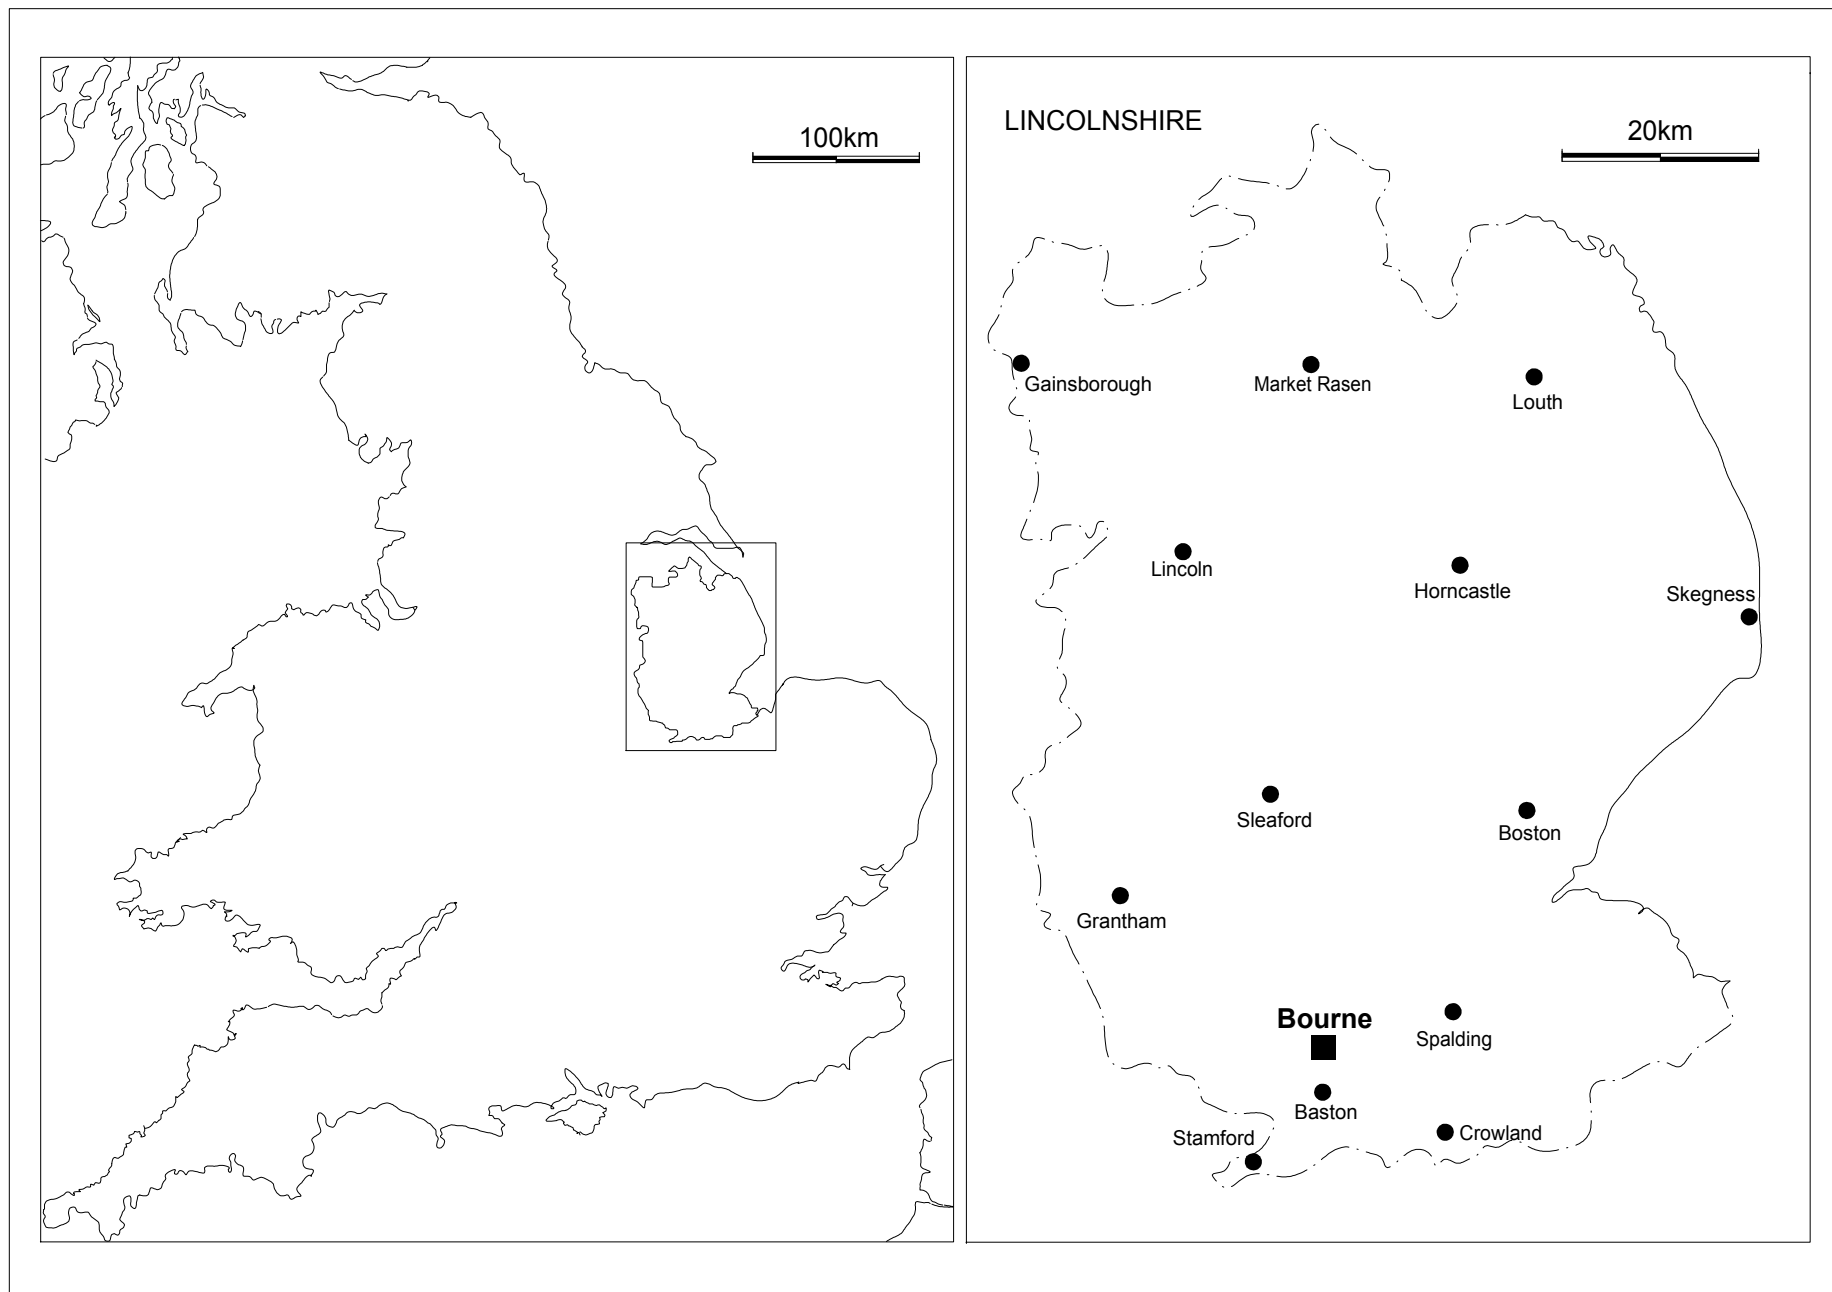 100km
LINCOLNSHIRE
20km
Gainsborough
Market Rasen
Louth
Lincoln
Horncastle
Skegness
Sleaford
Boston
Grantham
Bourne
Spalding
Baston
Stamford
Crowland